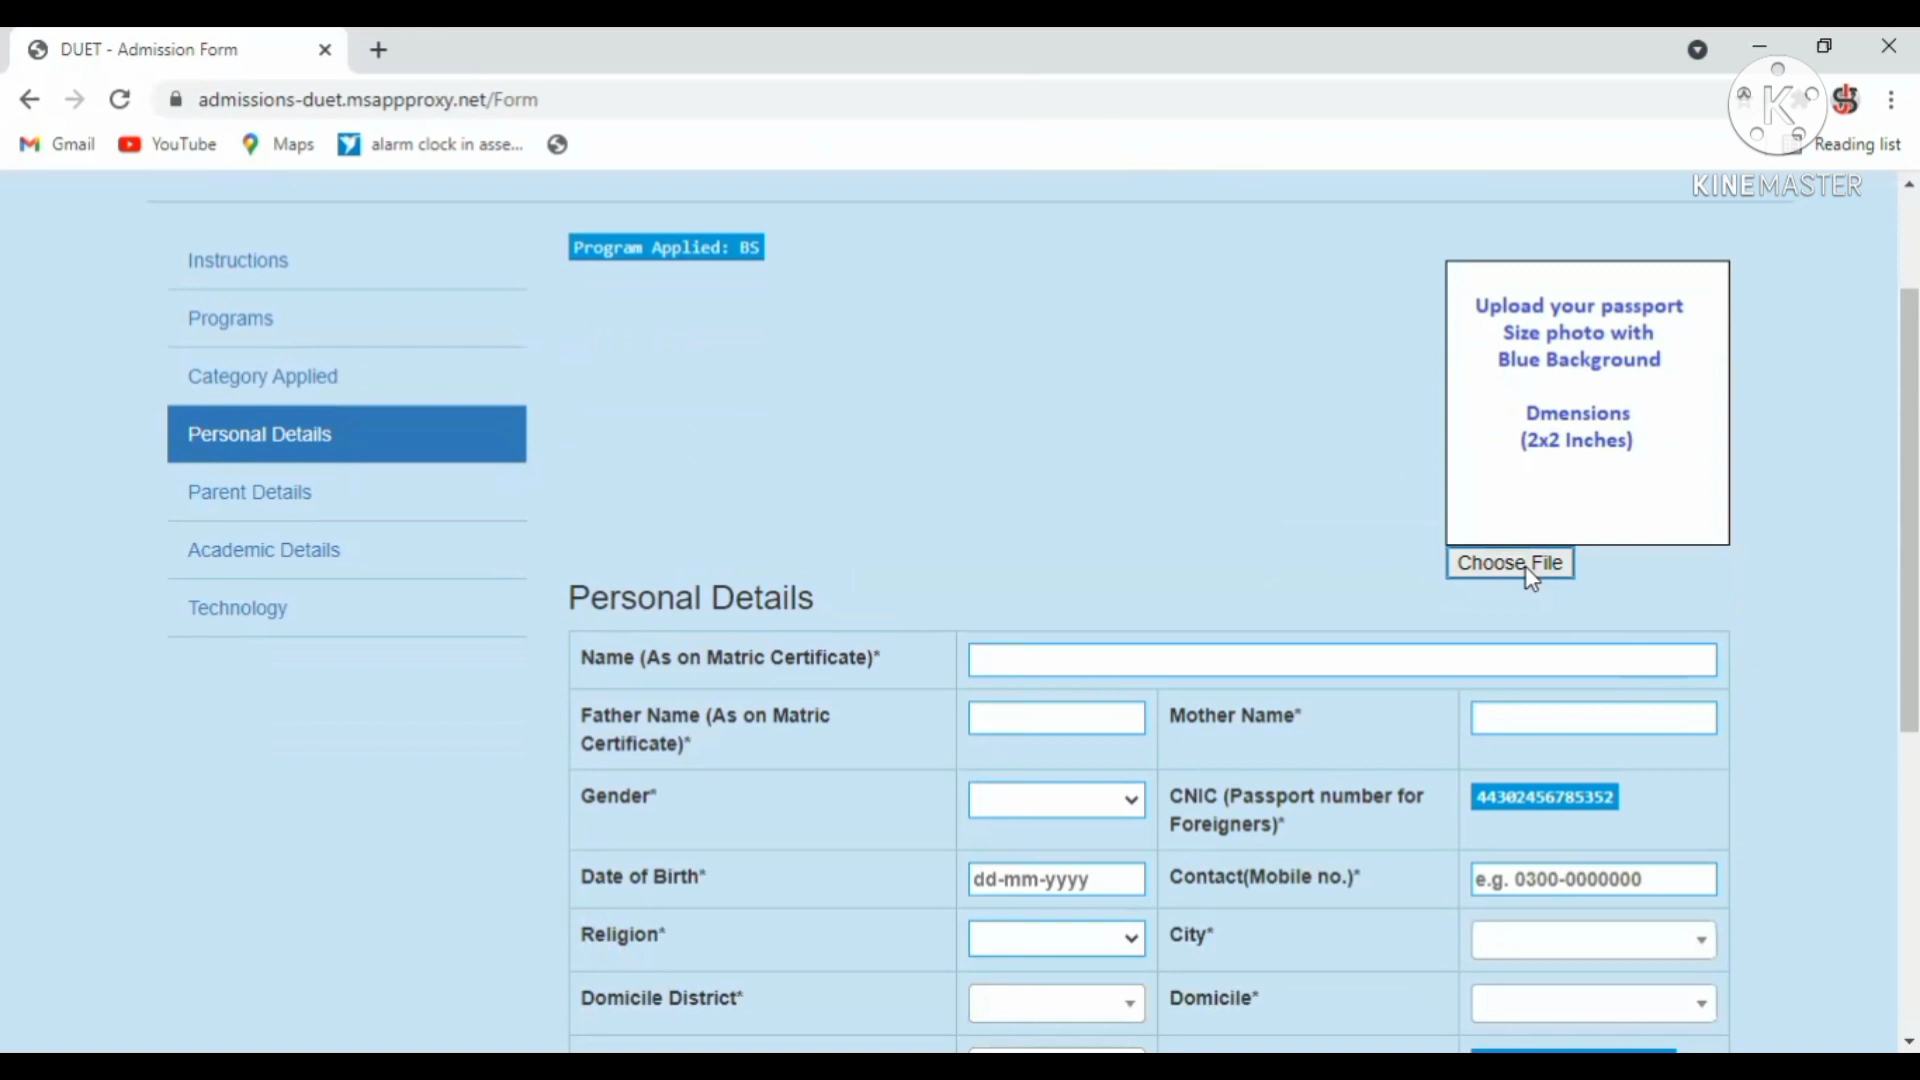 DUET - Admission Form
admissions-duet.msappproxy.net/Form
Gmail
YouTube
Maps
alarm clock in asse...
Reading list
K
KINEMASTER
Program Applied: BS
Instructions
Programs
Category Applied
Personal Details
Parent Details
Academic Details
Technology
Upload your passport
Size photo with
Blue Background
Dmensions
(2x2 Inches)
Choose File
Personal Details
Name (As on Matric Certificate)*
Father Name (As on Matric
Certificate)*
Mother Name*
Gender*
CNIC (Passport number for
Foreigners)*
44302456785352
Date of Birth*
dd-mm-yyyy
Contact(Mobile no.)*
e.g. 0300-0000000
Religion*
City*
Domicile District*
Domicile*